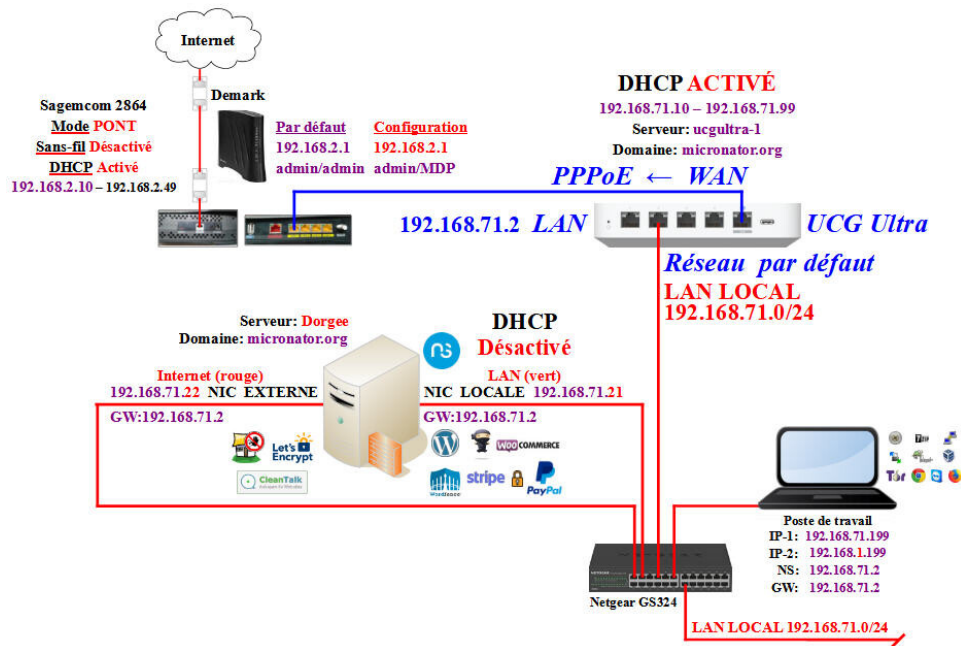 Internet
Demark
Sagemcom 2864
Mode PONT
Sans-fil Désactivé
DHCP Activé
192.168.2.10 – 192.168.2.49
Par défaut
192.168.2.1
admin/admin
Configuration
192.168.2.1
admin/MDP
DHCP ACTIVÉ
192.168.71.10 – 192.168.71.99
Serveur: ucgultra-1
Domaine: micronator.org
PPPoE ← WAN
192.168.71.2 LAN
UCG Ultra
Réseau par défaut
LAN LOCAL
192.168.71.0/24
Serveur: Dorgee
Domaine: micronator.org
ns
DHCP
Désactivé
Internet (rouge)
192.168.71.22 NIC EXTERNE
GW:192.168.71.2
LAN (vert)
NIC LOCALE 192.168.71.21
GW:192.168.71.2
Let's
Encrypt
CleanTalk
WOO COMMERCE
Wordfence
stripe
PayPal
Tor
Poste de travail
IP-1: 192.168.71.199
IP-2: 192.168.1.199
NS: 192.168.71.2
GW: 192.168.71.2
NETGEAR
Netgear GS324
LAN LOCAL 192.168.71.0/24